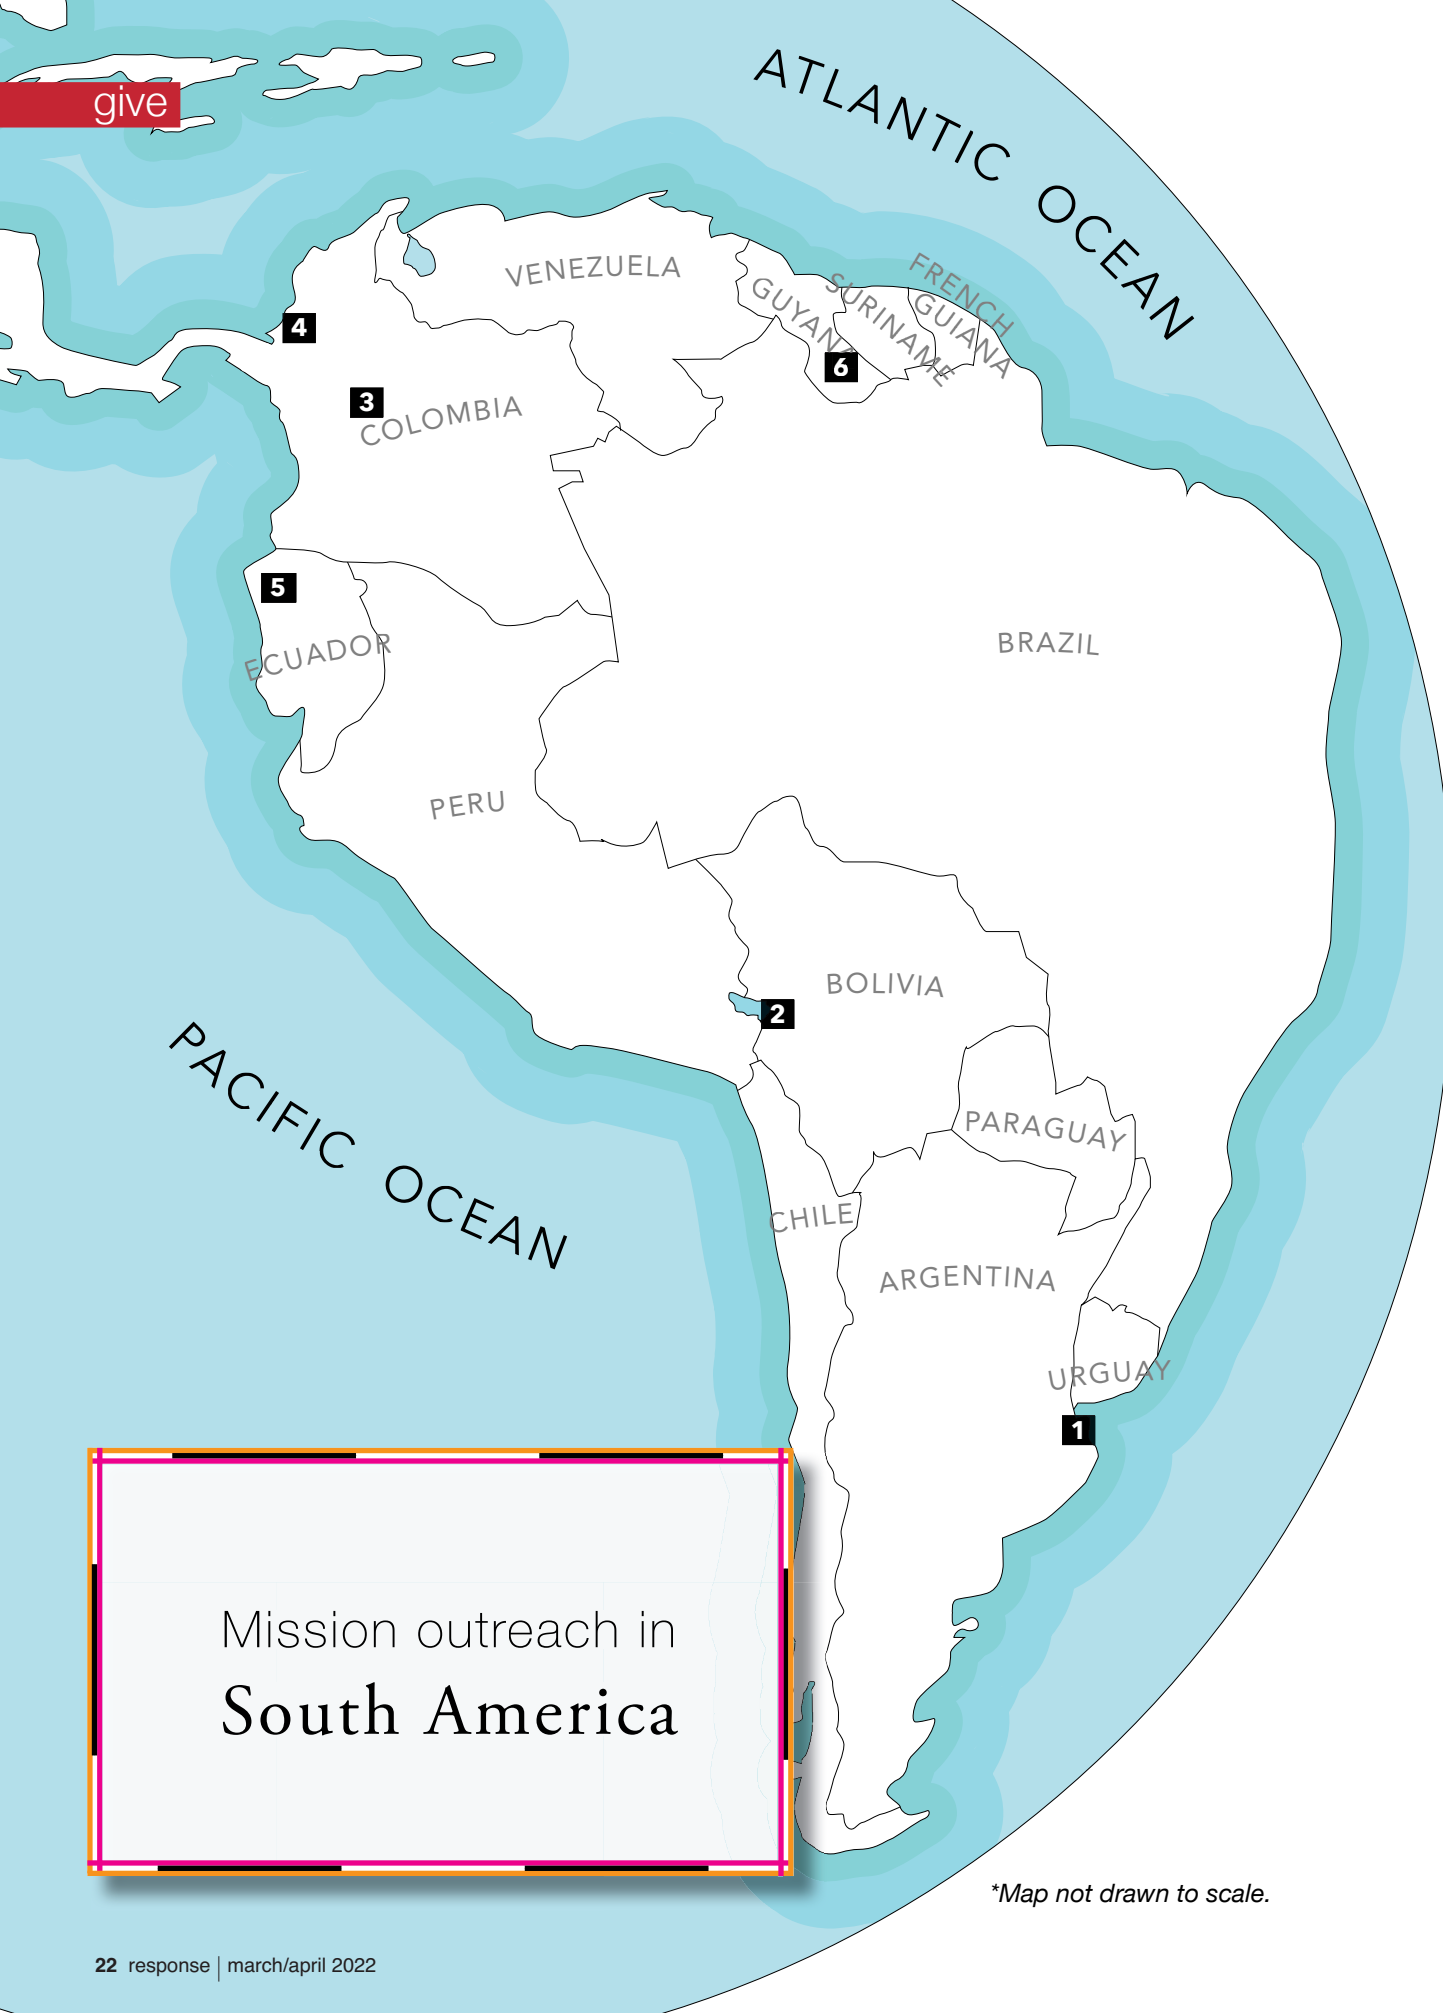 give
ATLANTIC OCEAN
VENEZUELA
GUYANA
SURINAME
FRENCH
GUIANA
4
6
3
COLOMBIA
5
ECUADOR
BRAZIL
PERU
BOLIVIA
2
PACIFIC OCEAN
PARAGUAY
CHILE
ARGENTINA
URGUAY
1
Mission outreach in
South America
*Map not drawn to scale.
22 response | march/april 2022